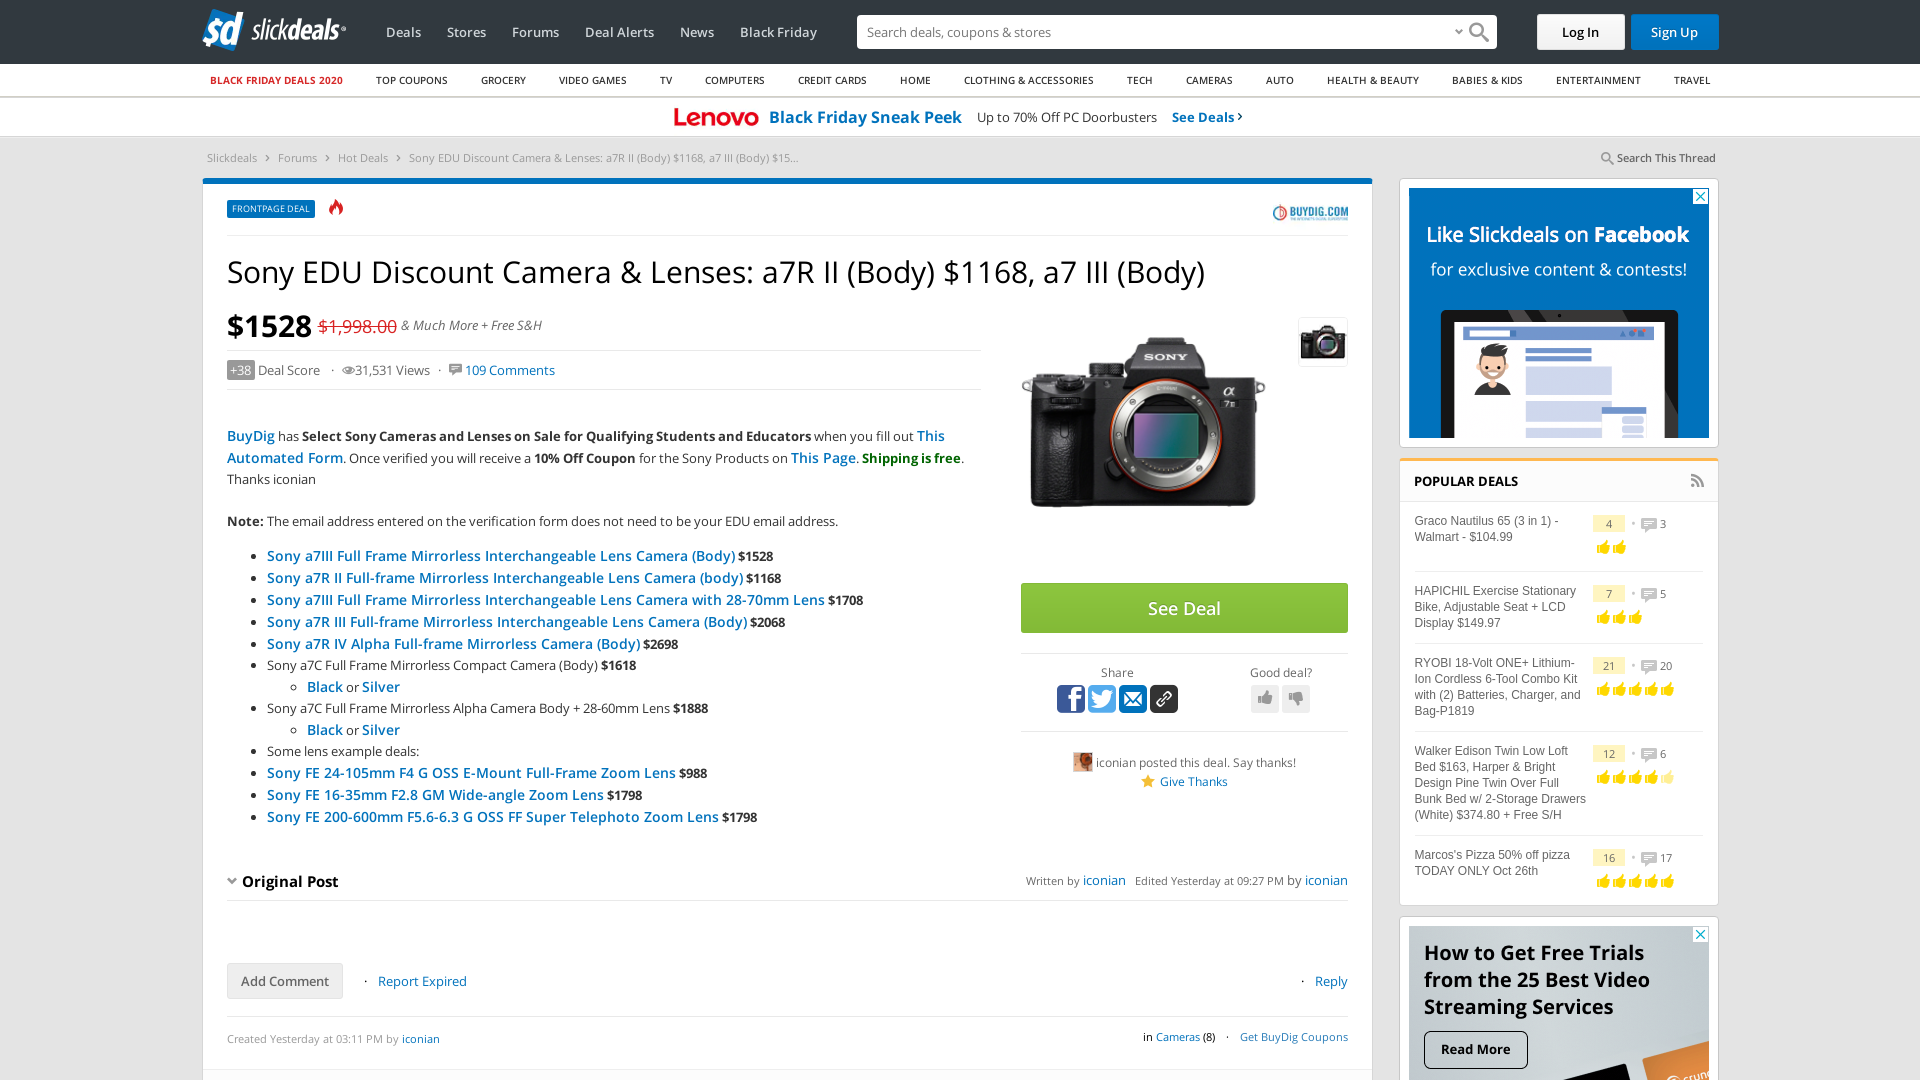 slickdeals
Deals Stores Forums Deal Alerts News Black Friday
Search deals, coupons & stores
Log In
Sign Up
BLACK FRIDAY DEALS 2020 TOP COUPONS GROCERY VIDEO GAMES TV COMPUTERS CREDIT CARDS HOME CLOTHING & ACCESSORIES TECH CAMERAS AUTO HEALTH & BEAUTY BABIES & KIDS ENTERTAINMENT TRAVEL
Lenovo Black Friday Sneak Peek Up to 70% Off PC Doorbusters See Deals
Slickdeals > Forums > Hot Deals > Sony EDU Discount Camera & Lenses: a7R II (Body) $1168, a7 III (Body) $15...
Search This Thread
FRONTPAGE DEAL
BUYDIG.COM
Sony EDU Discount Camera & Lenses: a7R II (Body) $1168, a7 III (Body)
$1528 $1,998.00 & Much More + Free S&H
+38 Deal Score · 31,531 Views · 109 Comments
BuyDig has Select Sony Cameras and Lenses on Sale for Qualifying Students and Educators when you fill out This
Automated Form. Once verified you will receive a 10% Off Coupon for the Sony Products on This Page. Shipping is free.
Thanks iconian
Note: The email address entered on the verification form does not need to be your EDU email address.
Sony a7III Full Frame Mirrorless Interchangeable Lens Camera (Body) $1528
Sony a7R II Full-frame Mirrorless Interchangeable Lens Camera (body) $1168
Sony a7III Full Frame Mirrorless Interchangeable Lens Camera with 28-70mm Lens $1708
Sony a7R III Full-frame Mirrorless Interchangeable Lens Camera (Body) $2068
Sony a7R IV Alpha Full-frame Mirrorless Camera (Body) $2698
Sony a7C Full Frame Mirrorless Compact Camera (Body) $1618
Black or Silver
Sony a7C Full Frame Mirrorless Alpha Camera Body + 28-60mm Lens $1888
Black or Silver
Some lens example deals:
Sony FE 24-105mm F4 G OSS E-Mount Full-Frame Zoom Lens $988
Sony FE 16-35mm F2.8 GM Wide-angle Zoom Lens $1798
Sony FE 200-600mm F5.6-6.3 G OSS FF Super Telephoto Zoom Lens $1798
SONY
α
See Deal
Share
Good deal?
iconian posted this deal. Say thanks!
Give Thanks
Original Post
Written by iconian Edited Yesterday at 09:27 PM by iconian
Add Comment · Report Expired
· Reply
Created Yesterday at 03:11 PM by iconian
in Cameras (8) · Get BuyDig Coupons
Like Slickdeals on Facebook
for exclusive content & contests!
POPULAR DEALS
Graco Nautilus 65 (3 in 1) -
Walmart - $104.99
4 • 3
HAPICHIL Exercise Stationary
Bike, Adjustable Seat + LCD
Display $149.97
7 • 5
RYOBI 18-Volt ONE+ Lithium-
Ion Cordless 6-Tool Combo Kit
with (2) Batteries, Charger, and
Bag-P1819
21 • 20
Walker Edison Twin Low Loft
Bed $163, Harper & Bright
Design Pine Twin Over Full
Bunk Bed w/ 2-Storage Drawers
(White) $374.80 + Free S/H
12 • 6
Marcos's Pizza 50% off pizza
TODAY ONLY Oct 26th
16 • 17
How to Get Free Trials
from the 25 Best Video
Streaming Services
Read More